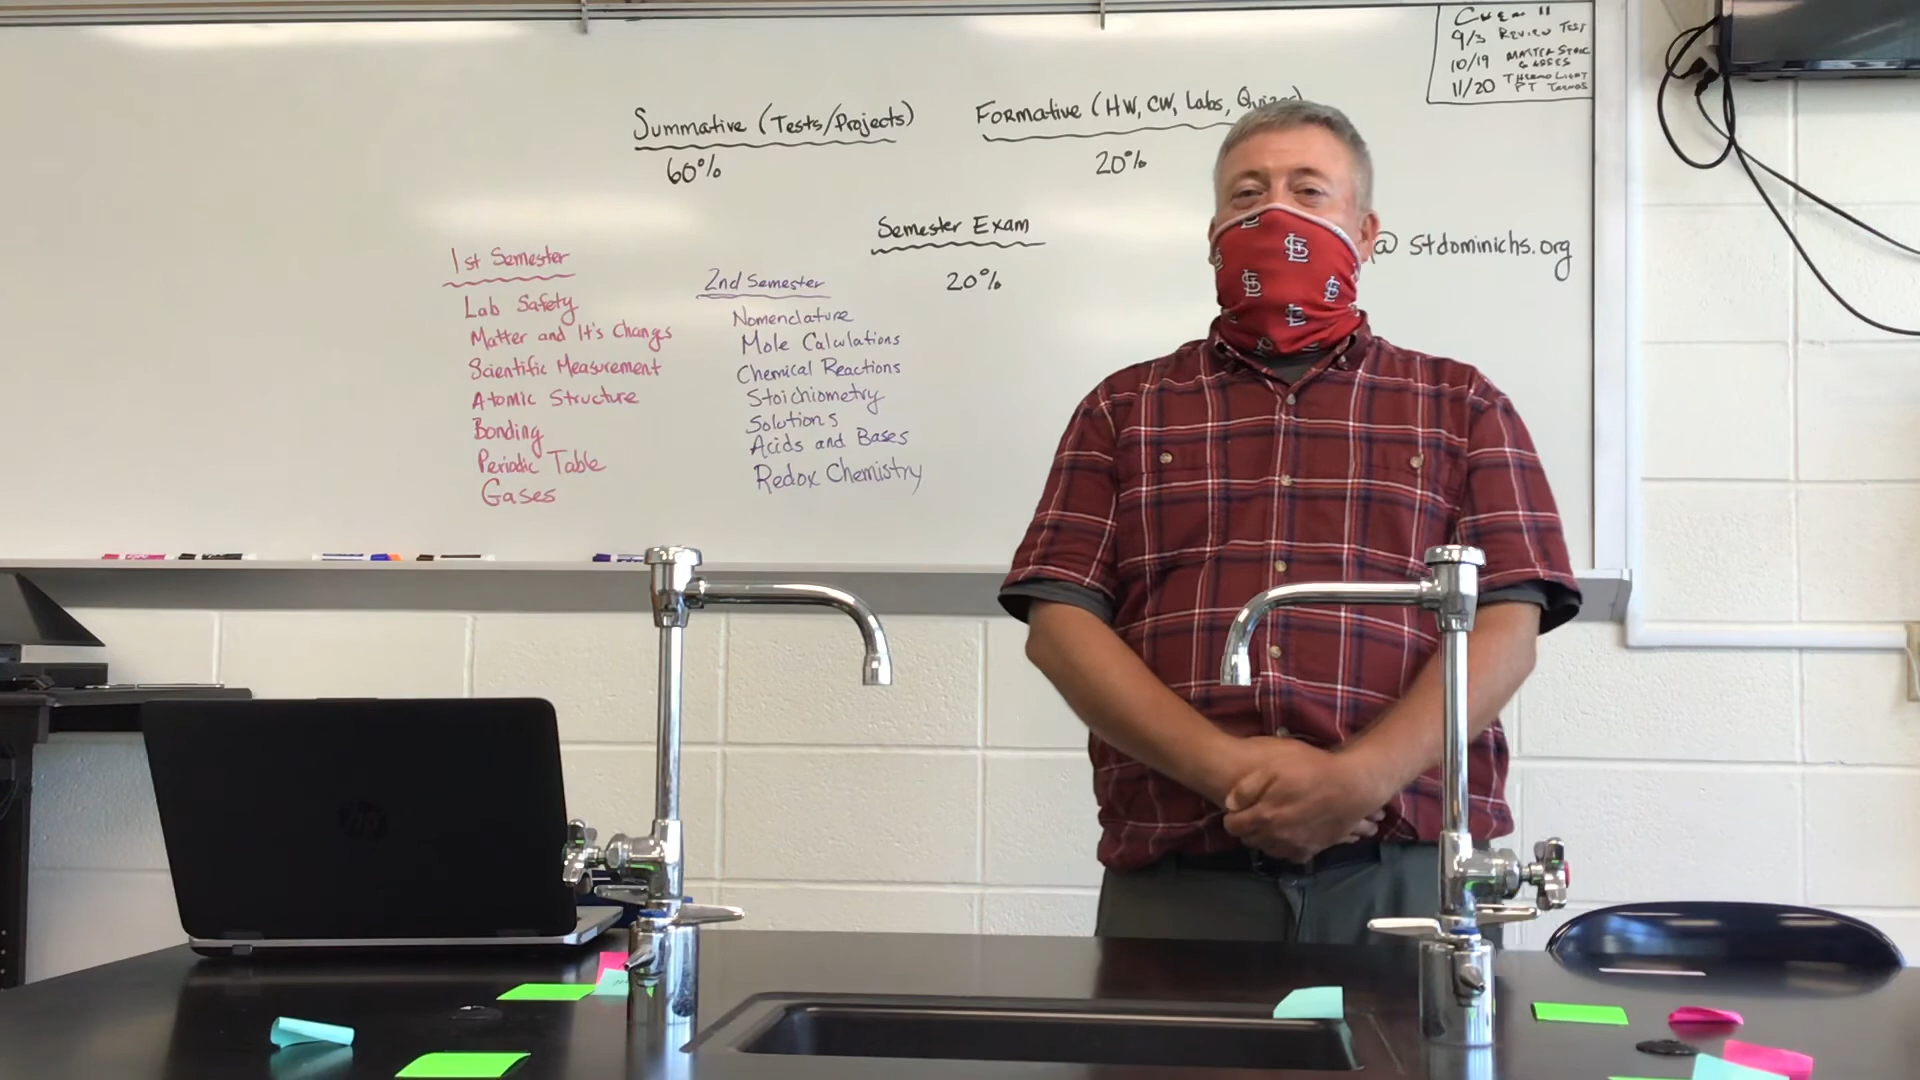 Chem II
9/3 Review Test
10/19 Matter Stoic
Gases
11/20 Thermo Light
PT Trends
Summative (Tests/Projects)
60%
Formative (HW, CW, Labs, Quizzes)
20%
Semester Exam
20%
@ stdominichs.org
1st Semester
Lab Safety
Matter and It's Changes
Scientific Measurement
Atomic Structure
Bonding
Periodic Table
Gases
2nd Semester
Nomenclature
Mole Calculations
Chemical Reactions
Stoichiometry
Solutions
Acids and Bases
Redox Chemistry